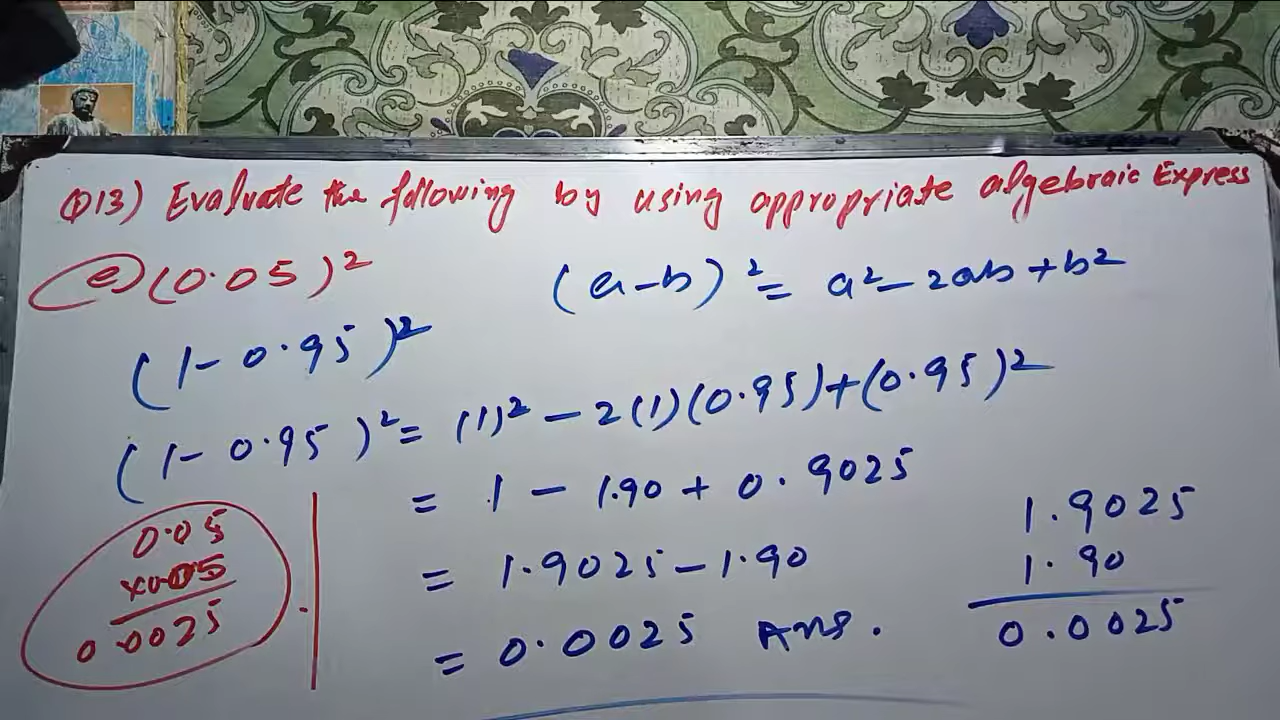 Q13) Evaluate the following by using appropriate algebraic Express
e) (0.05)²
(a-b)² = a² - 2ab + b²
(1 - 0.95)²
(1 - 0.95)² = (1)² - 2(1)(0.95) + (0.95)²
= 1 - 1.90 + 0.9025
= 1.9025 - 1.90
= 0.0025 Ans.
0.05
x0.05
0.0025
1.9025
1.90
0.0025